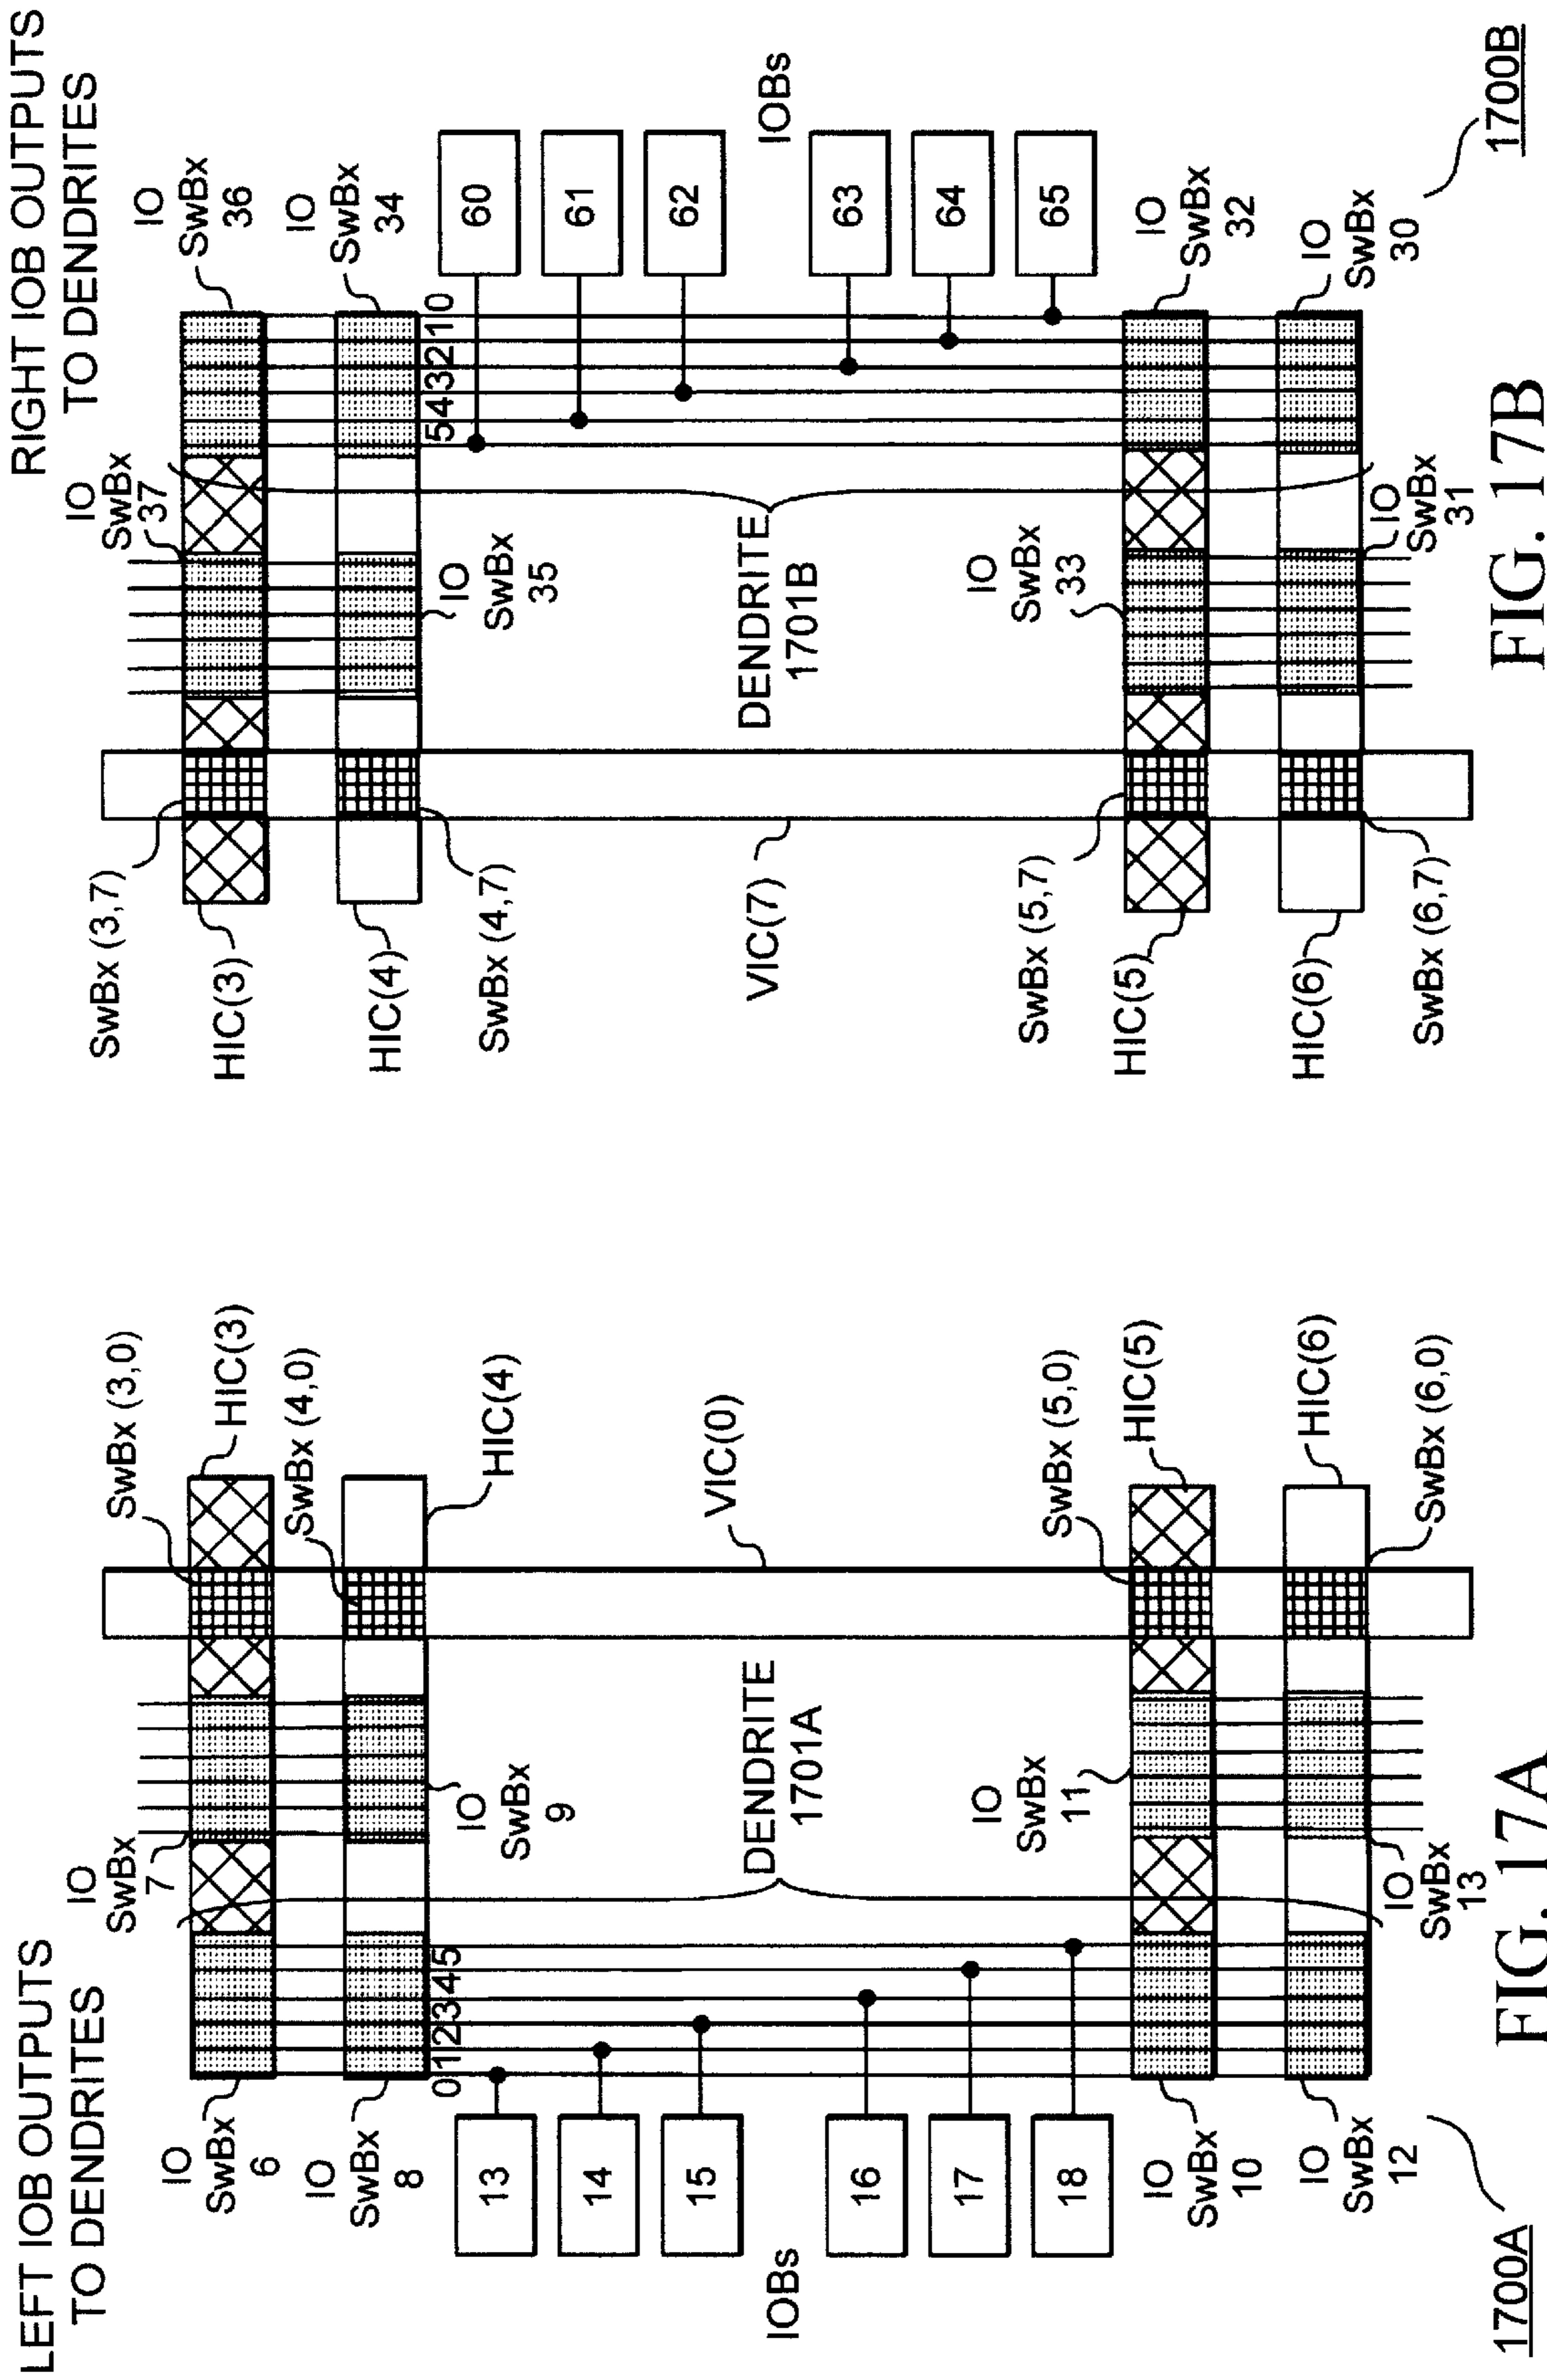 LEFT IOB OUTPUTS
TO DENDRITES
IO
SwBx
6
IO
SwBx
7
SwBx (3,0)
HIC(3)
IO
SwBx
8
SwBx (4,0)
HIC(4)
012345
IO
SwBx
9
13
14
15
16
17
18
IOBs
DENDRITE
1701A
VIC(0)
IO
SwBx
10
IO
SwBx
11
SwBx (5,0)
HIC(5)
IO
SwBx
12
IO
SwBx
13
HIC(6)
SwBx (6,0)
1700A
FIG. 17A
RIGHT IOB OUTPUTS
TO DENDRITES
SwBx (3,7)
HIC(3)
IO
SwBx
37
IO
SwBx
36
HIC(4)
SwBx (4,7)
IO
SwBx
35
IO
SwBx
34
543210
60
61
62
63
64
65
IOBs
VIC(7)
DENDRITE
1701B
SwBx (5,7)
HIC(5)
IO
SwBx
33
IO
SwBx
32
HIC(6)
SwBx (6,7)
IO
SwBx
31
IO
SwBx
30
1700B
FIG. 17B